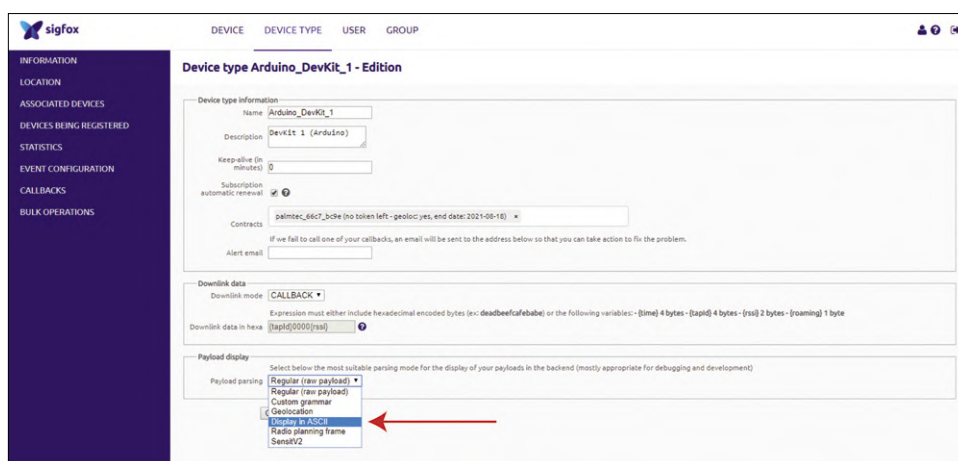 sigfox
DEVICE DEVICE TYPE USER GROUP
INFORMATION
LOCATION
ASSOCIATED DEVICES
DEVICES BEING REGISTERED
STATISTICS
EVENT CONFIGURATION
CALLBACKS
BULK OPERATIONS
Device type Arduino_DevKit_1 - Edition
Device type information
Name Arduino_DevKit_1
Description DevKit 1 (Arduino)
Keep-alive (in
minutes) 0
Subscription
automatic renewal
Contracts palmtec_66c7_bc9e (no token left - geoloc: yes, end date: 2021-08-18) ×
If we fail to call one of your callbacks, an email will be sent to the address below so that you can take action to fix the problem.
Alert email
Downlink data
Downlink mode CALLBACK
Expression must either include hexadecimal encoded bytes (ex: deadbeefcafebabe) or the following variables: - {time} 4 bytes - {tapId} 4 bytes - {rssi} 2 bytes - {roaming} 1 byte
Downlink data in hexa {tapId}0000{rssi}
Payload display
Select below the most suitable parsing mode for the display of your payloads in the backend (mostly appropriate for debugging and development)
Payload parsing Regular (raw payload)
Regular (raw payload)
Custom grammar
Geolocation
Display in ASCII
Radio planning frame
SensitV2